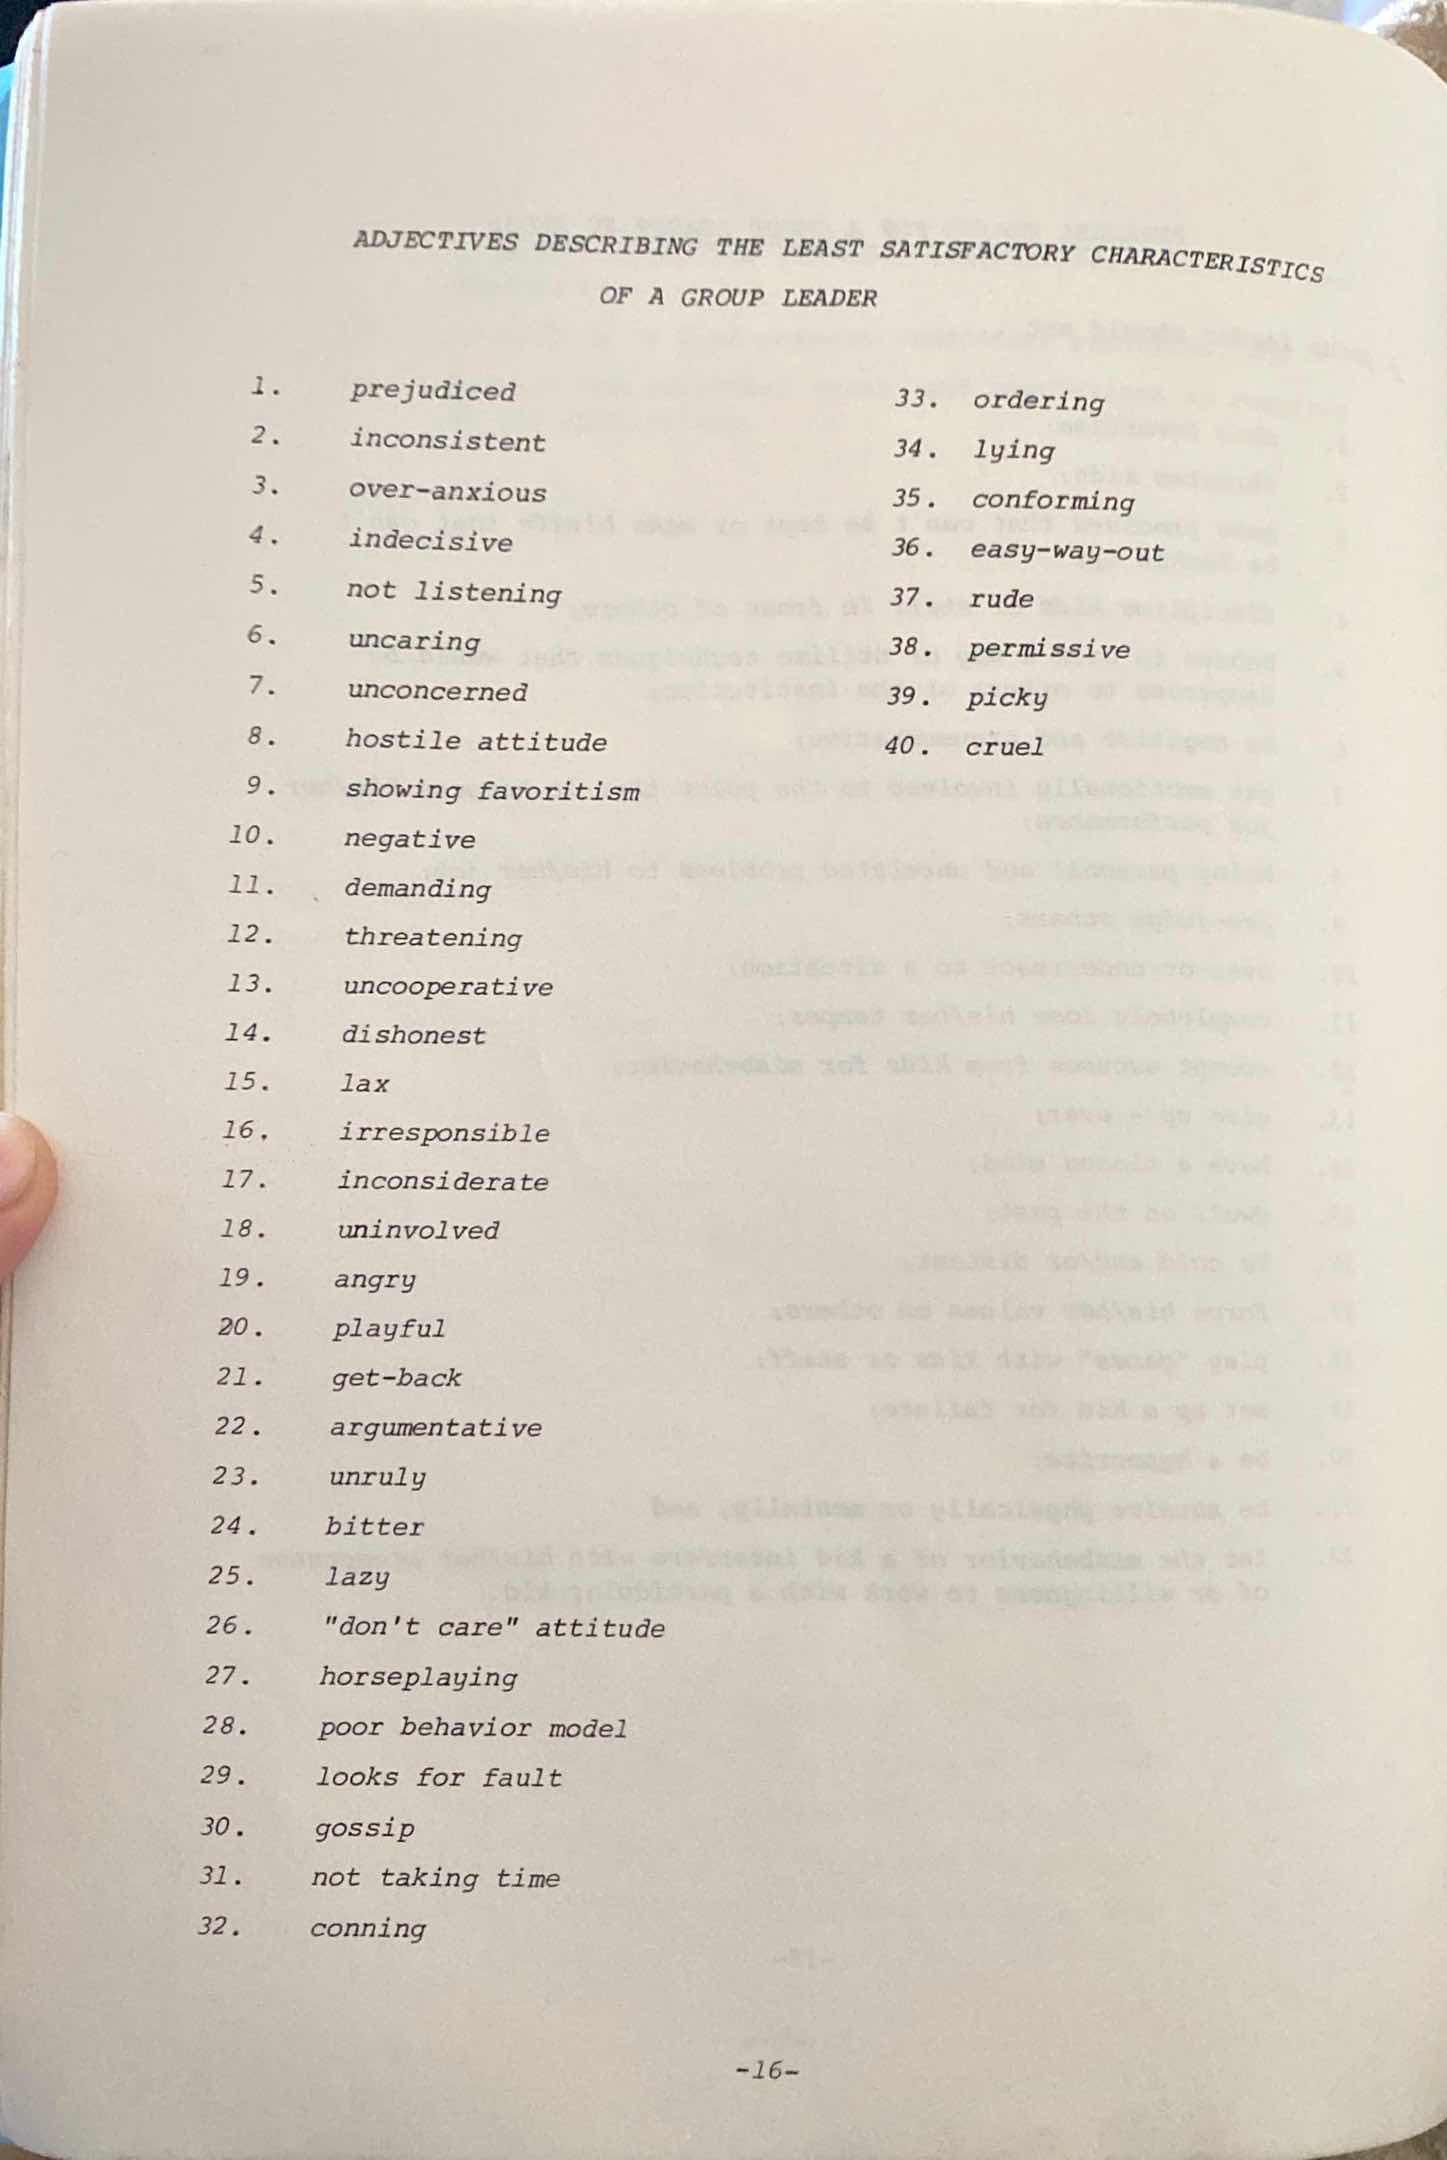 ADJECTIVES DESCRIBING THE LEAST SATISFACTORY CHARACTERISTICS
OF A GROUP LEADER
1. prejudiced
2. inconsistent
3. over-anxious
4. indecisive
5. not listening
6. uncaring
7. unconcerned
8. hostile attitude
9. showing favoritism
10. negative
11. demanding
12. threatening
13. uncooperative
14. dishonest
15. lax
16. irresponsible
17. inconsiderate
18. uninvolved
19. angry
20. playful
21. get-back
22. argumentative
23. unruly
24. bitter
25. lazy
26. "don't care" attitude
27. horseplaying
28. poor behavior model
29. looks for fault
30. gossip
31. not taking time
32. conning
33. ordering
34. lying
35. conforming
36. easy-way-out
37. rude
38. permissive
39. picky
40. cruel
-16-